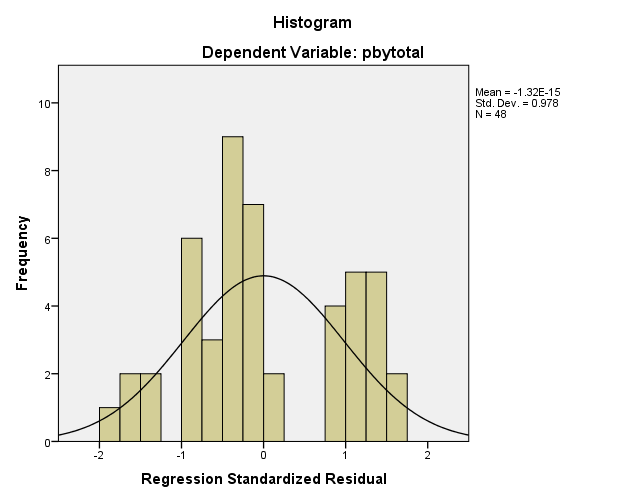 Histogram
Dependent Variable: pbytotal
Mean = -1.32E-15
Std. Dev. = 0.978
N = 48
Frequency
10
8
6
4
2
0
-2
-1
0
1
2
Regression Standardized Residual